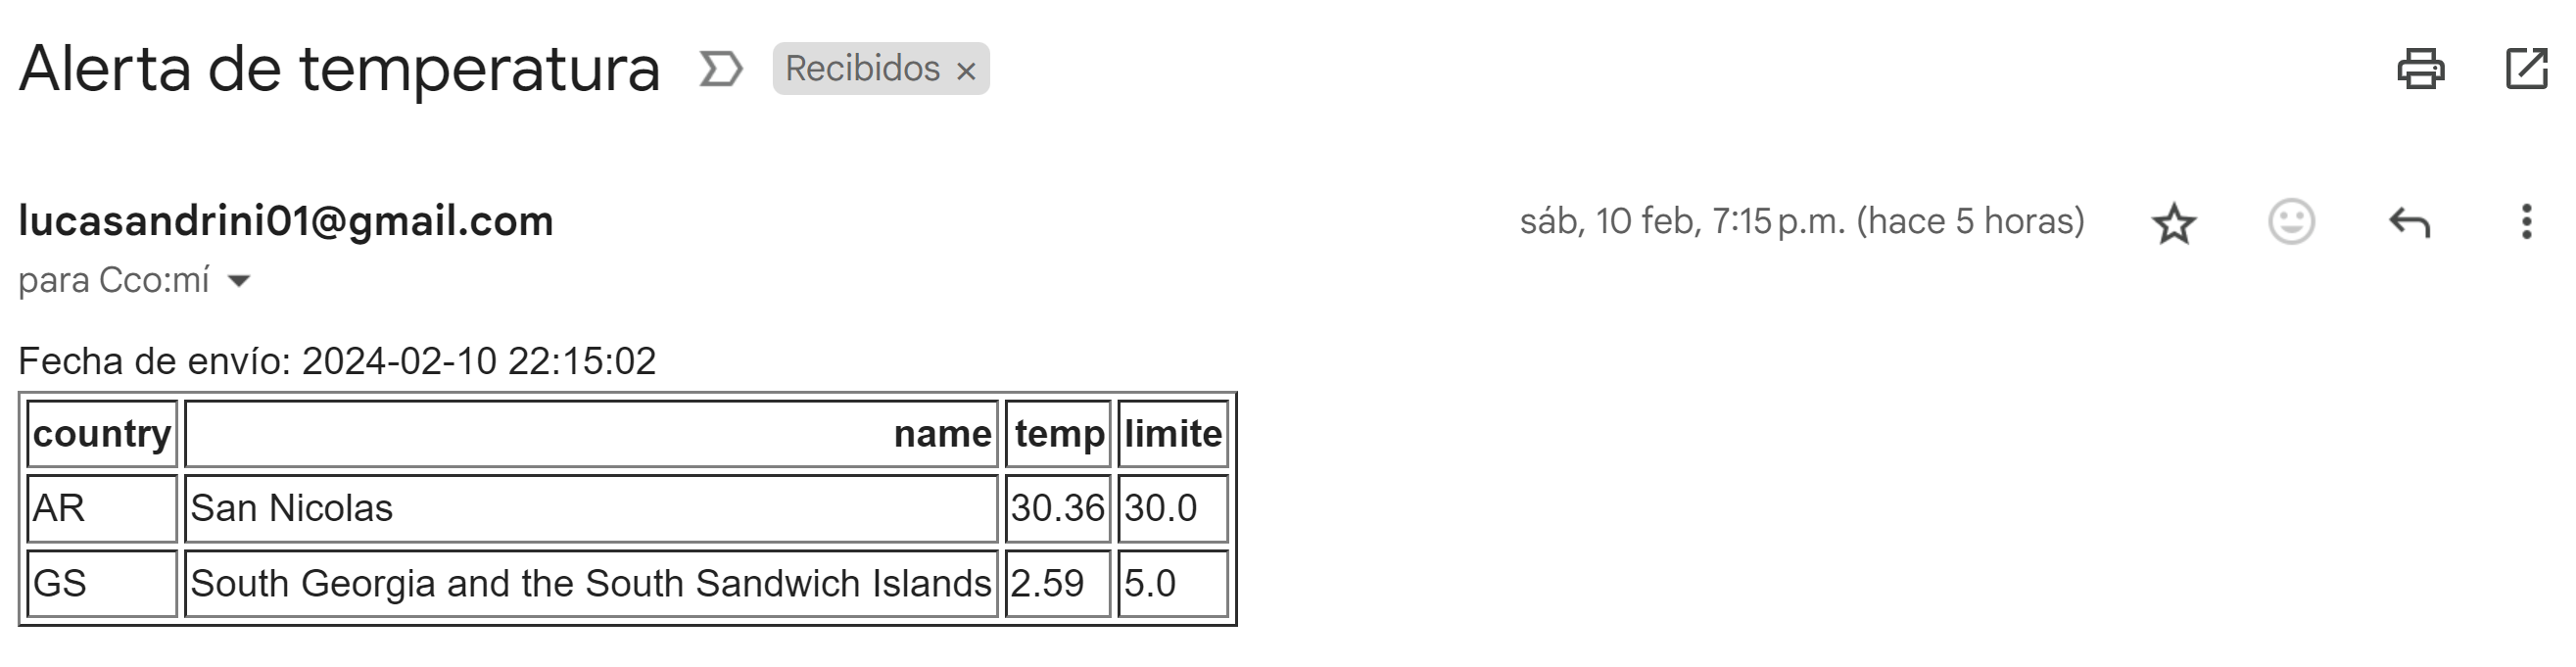 Alerta de temperatura Recibidos ×
lucasandrini01@gmail.com sáb, 10 feb, 7:15 p.m. (hace 5 horas)
para Cco:mí
Fecha de envío: 2024-02-10 22:15:02
country name temp limite
AR San Nicolas 30.36 30.0
GS South Georgia and the South Sandwich Islands 2.59 5.0